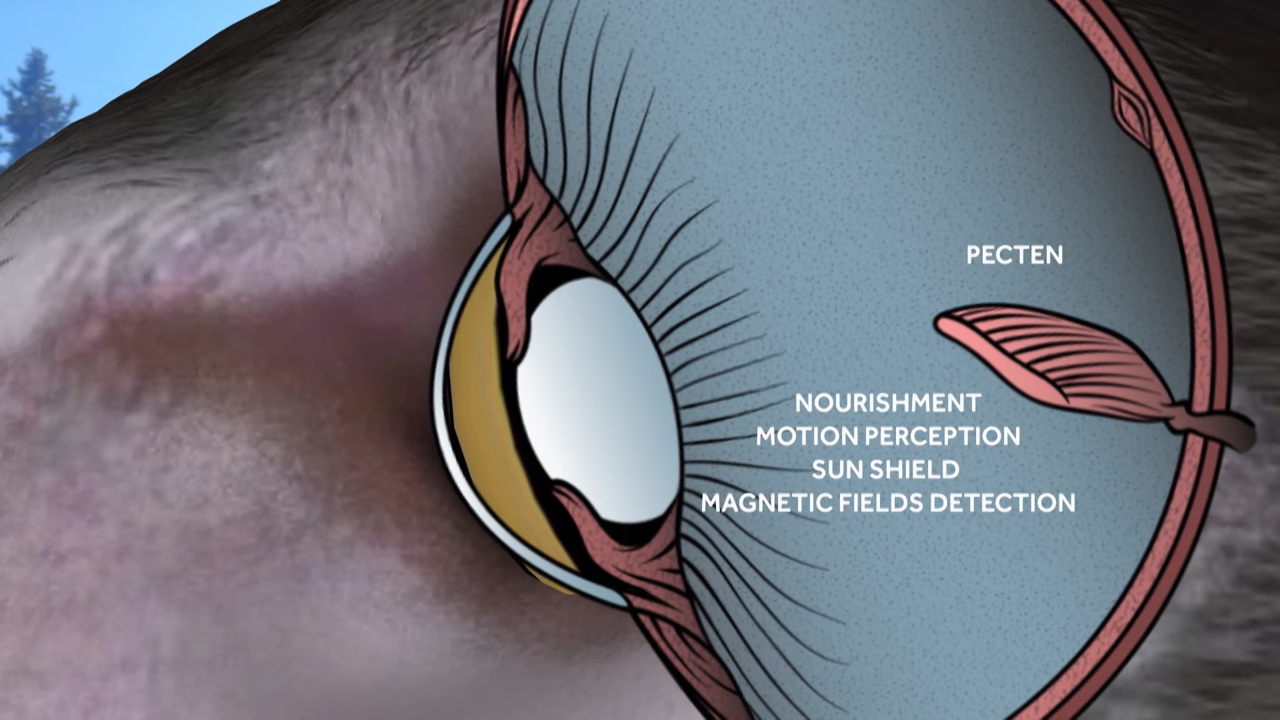 PECTEN
NOURISHMENT
MOTION PERCEPTION
SUN SHIELD
MAGNETIC FIELDS DETECTION